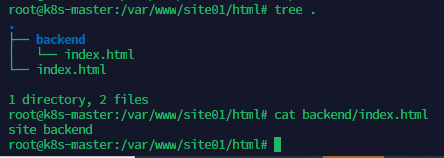 root@k8s-master:/var/www/site01/html# tree .
.
├── backend
│   └── index.html
└── index.html
1 directory, 2 files
root@k8s-master:/var/www/site01/html# cat backend/index.html
site backend
root@k8s-master:/var/www/site01/html#